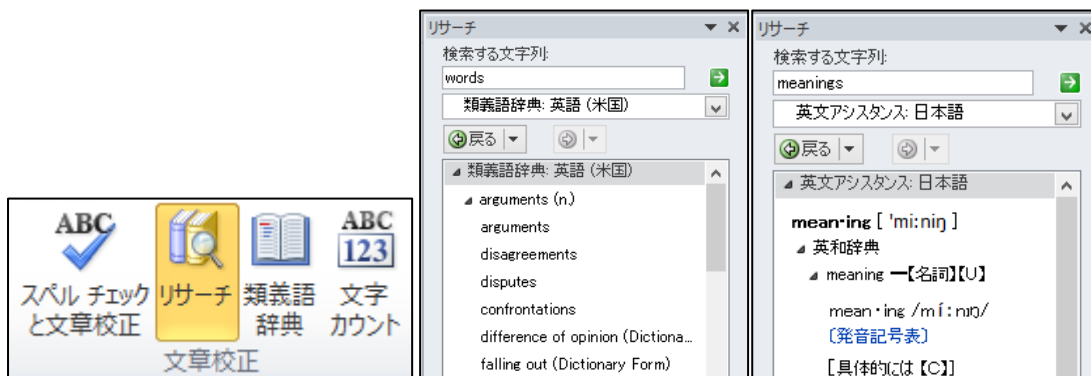 ABC
スペル チェック
と文章校正
リサーチ
類義語
辞典
ABC
123
文字
カウント
文章校正
リサーチ
検索する文字列:
words
類義語辞典: 英語 (米国)
戻る
類義語辞典: 英語 (米国)
arguments (n.)
arguments
disagreements
disputes
confrontations
difference of opinion (Dictiona...
falling out (Dictionary Form)
リサーチ
検索する文字列:
meanings
英文アシスタンス: 日本語
戻る
英文アシスタンス: 日本語
mean·ing [ 'mi:niŋ ]
英和辞典
meaning ━【名詞】【U】
mean・ing /míːnɪŋ/
〔発音記号表〕
[具体的には【C】]